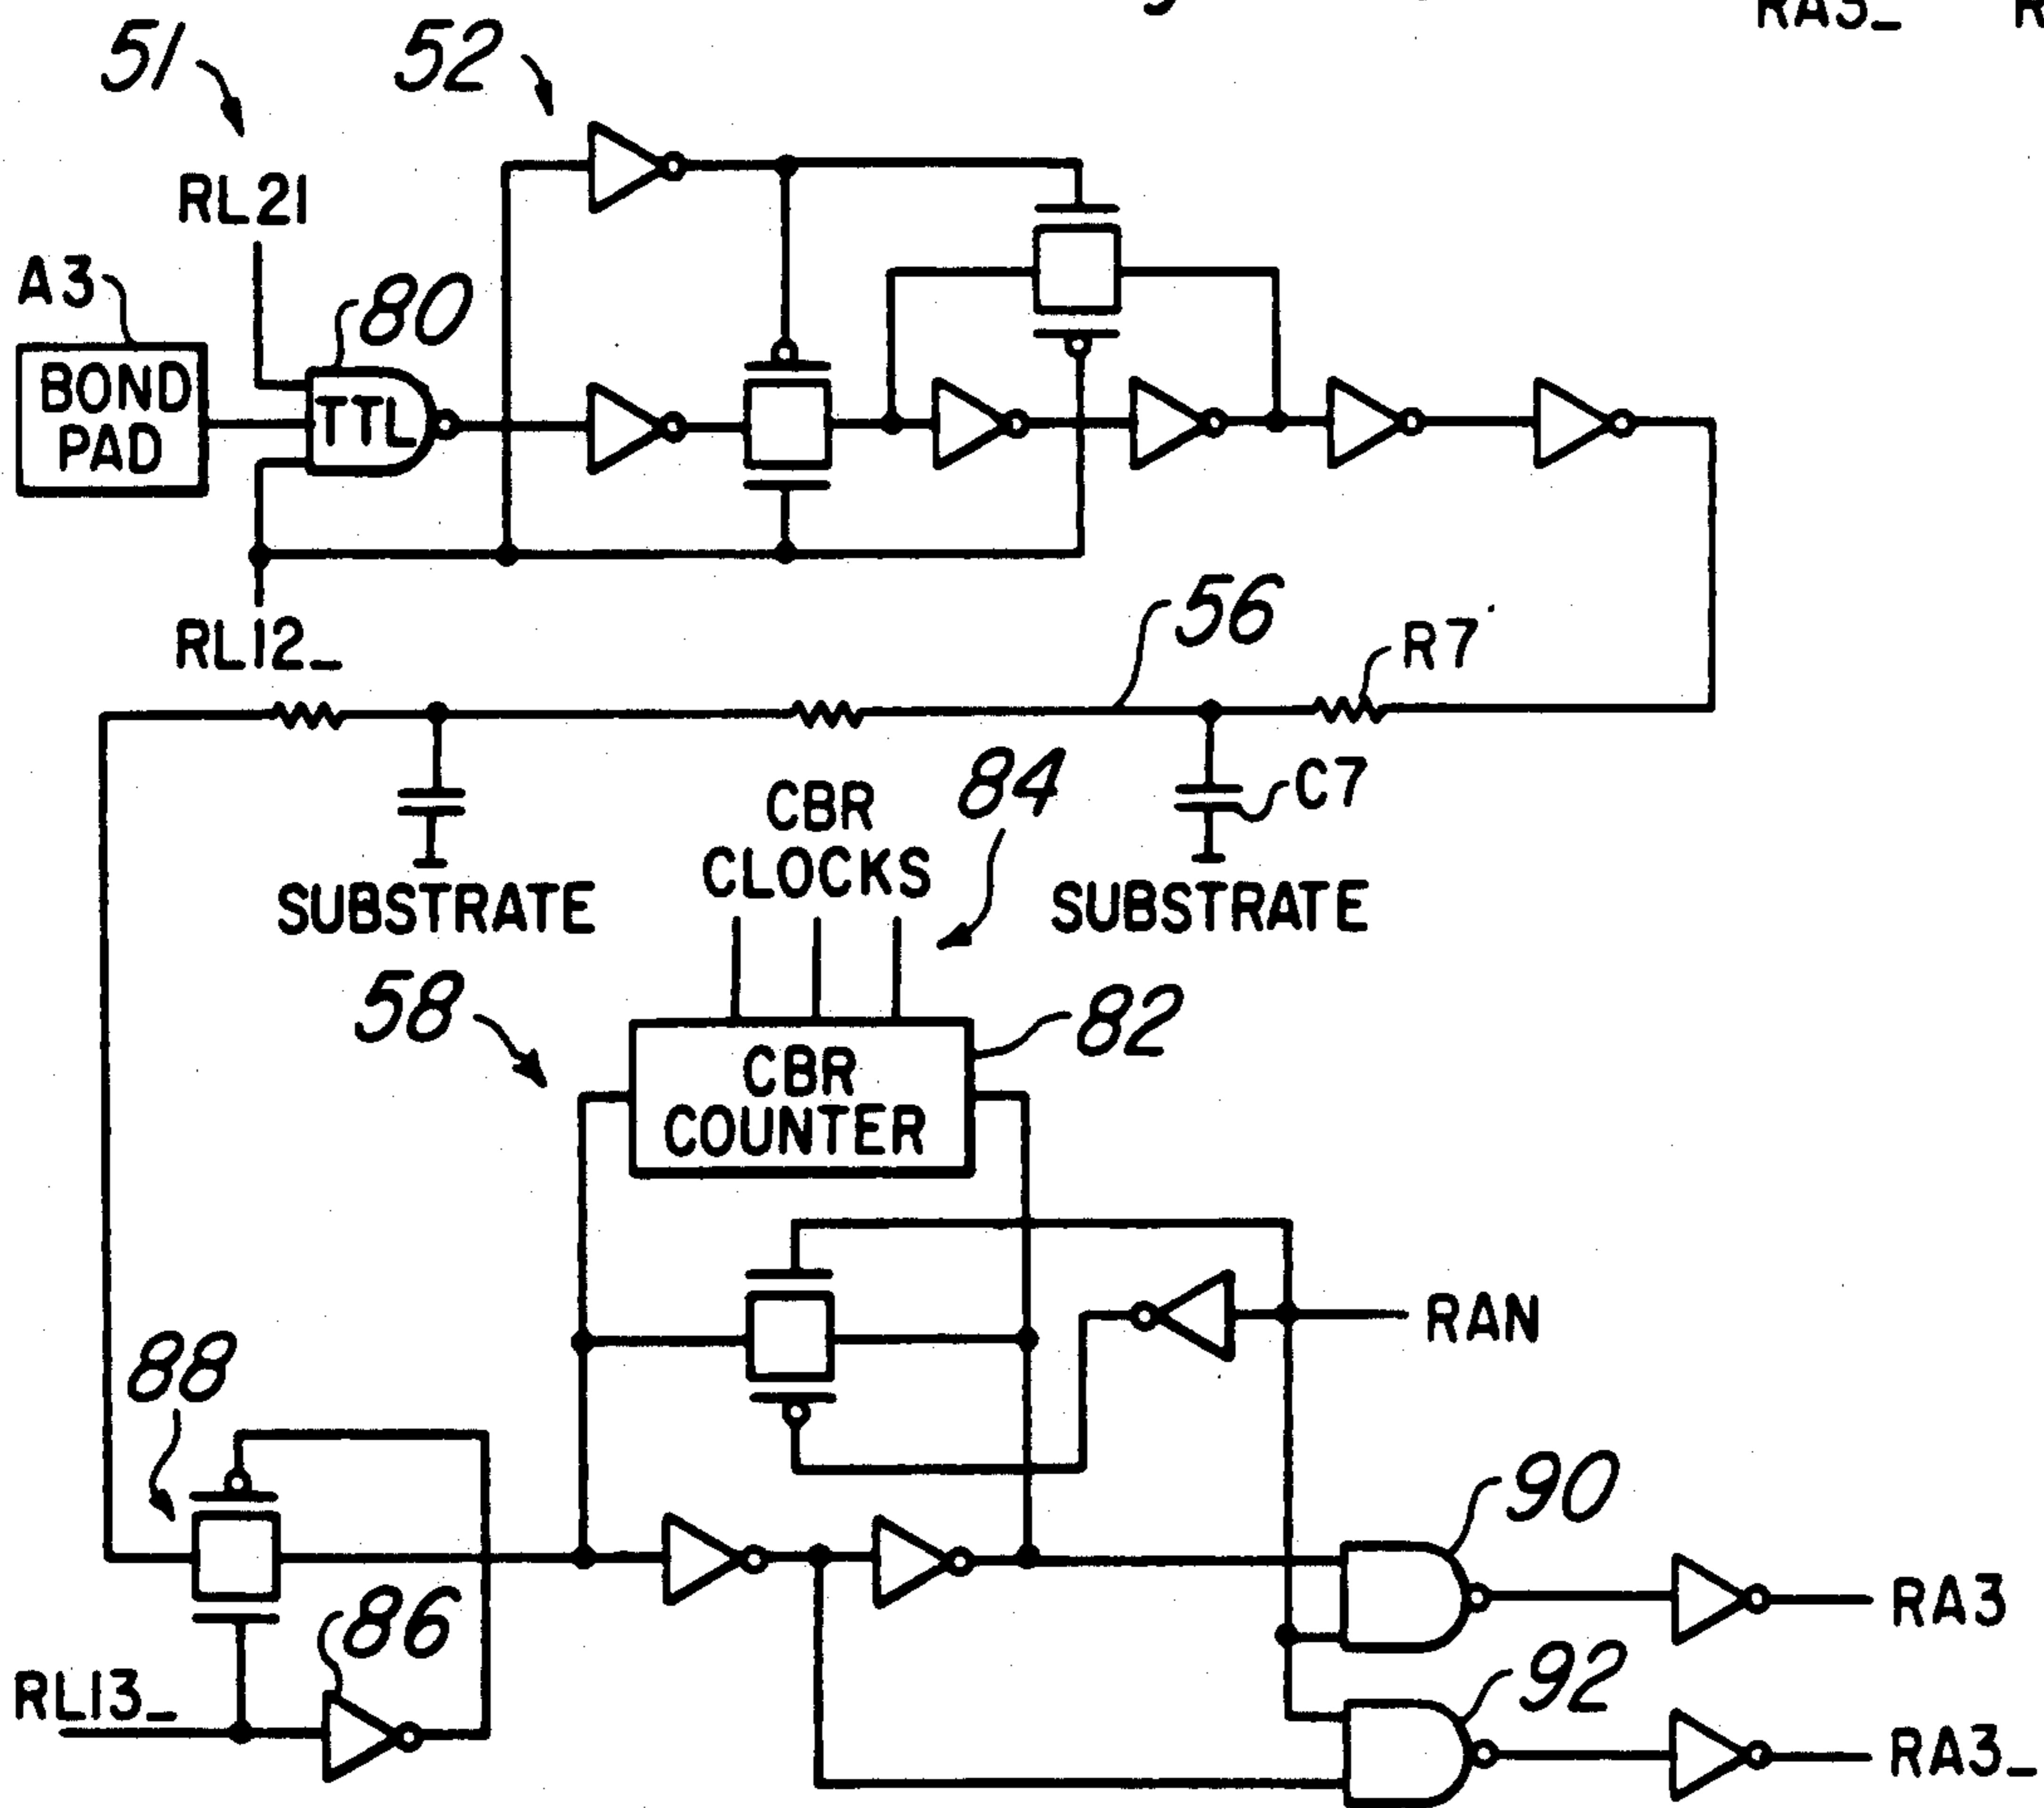 RA3_
51
52
RL21
A3
80
BOND
PAD
TTL
RL12_
56
R7
C7
84
CBR
CLOCKS
SUBSTRATE
SUBSTRATE
58
82
CBR
COUNTER
RAN
88
90
86
RA3
RL13_
92
RA3_